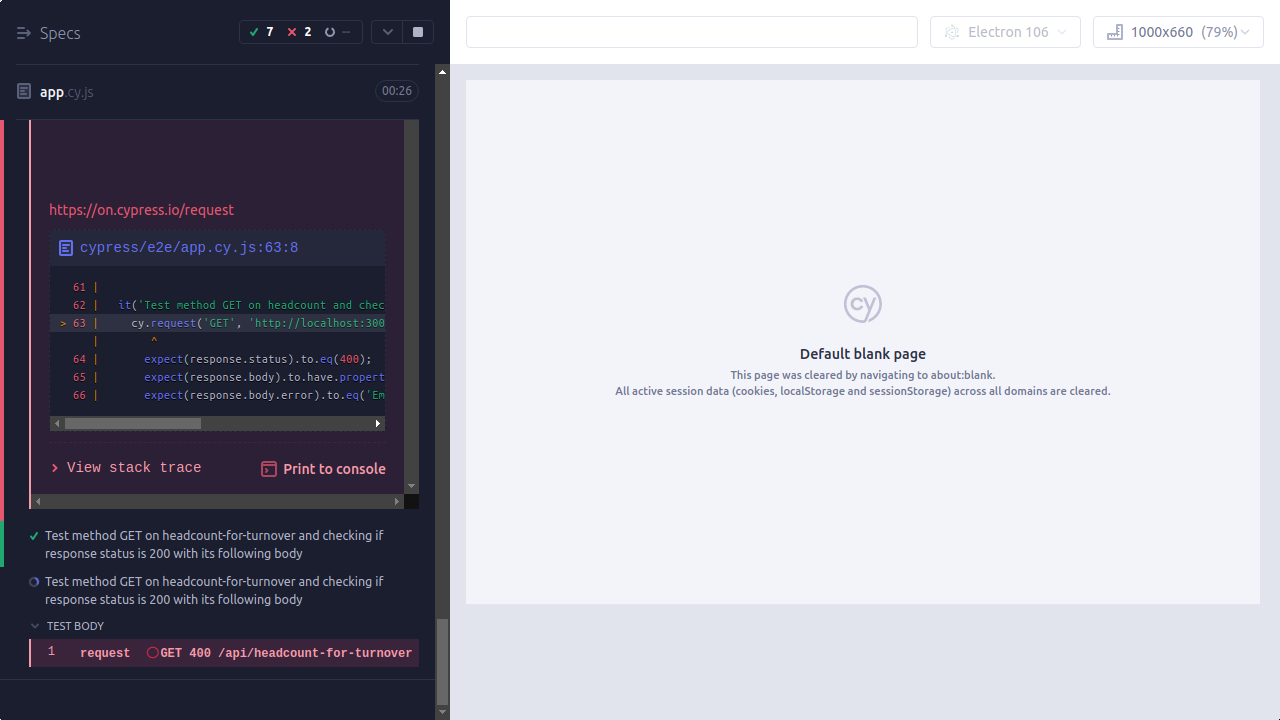 Specs
7 2 --
app.cy.js 00:26
https://on.cypress.io/request
cypress/e2e/app.cy.js:63:8
61 |
62 | it('Test method GET on headcount and chec
> 63 | cy.request('GET', 'http://localhost:300
| ^
64 | expect(response.status).to.eq(400);
65 | expect(response.body).to.have.propert
66 | expect(response.body.error).to.eq('Em
View stack trace Print to console
Test method GET on headcount-for-turnover and checking if
response status is 200 with its following body
Test method GET on headcount-for-turnover and checking if
response status is 200 with its following body
TEST BODY
1 request GET 400 /api/headcount-for-turnover
Electron 106
1000x660 (79%)
cy
Default blank page
This page was cleared by navigating to about:blank.
All active session data (cookies, localStorage and sessionStorage) across all domains are cleared.